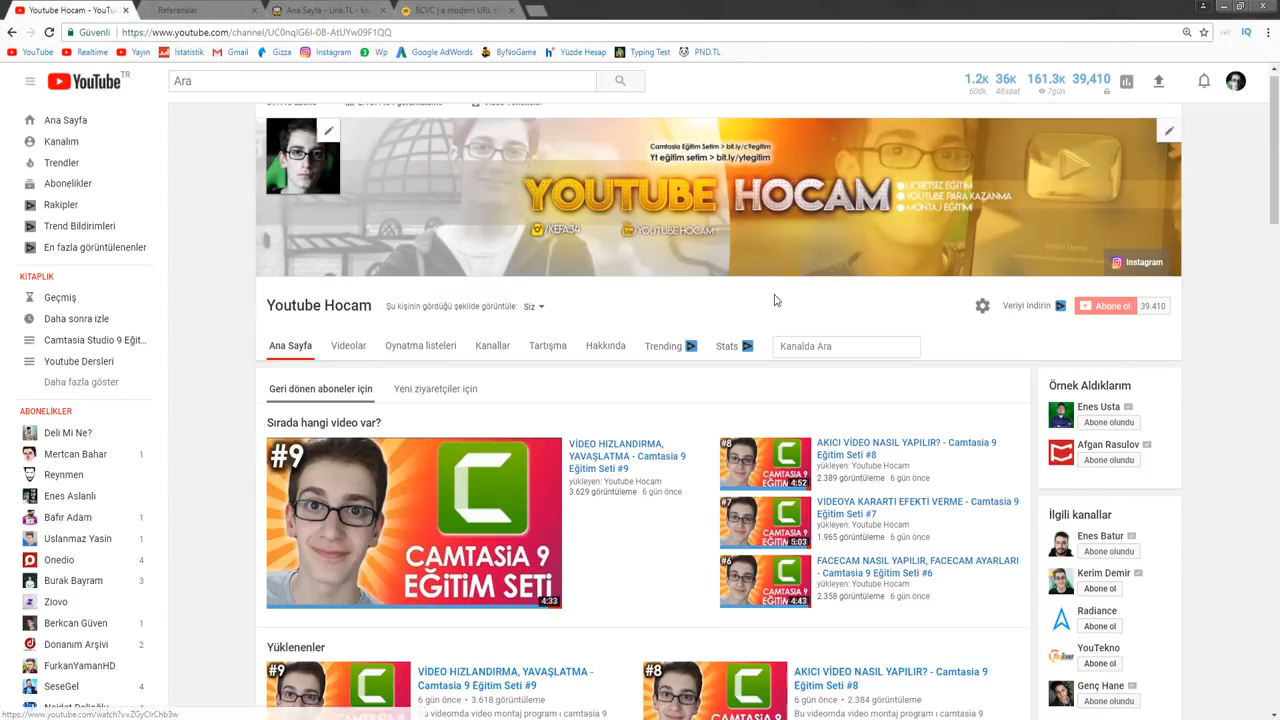 Youtube Hocam - YouTu
Referanslar
Ana Sayfa - Link.TL - kıs
BCVC | a modern URL s
Güvenli
https://www.youtube.com/channel/UC0nqIG6I-0B-AtUYw09F1QQ
YouTube
Realtime
Yayın
İstatistik
Gmail
Gizza
Instagram
Wp
Google AdWords
ByNoGame
Yüzde Hesap
Typing Test
PND.TL
YouTube TR
Ara
1.2K 36K 161.3K 39,410
60dk. 48saat 7gün
Ana Sayfa
Kanalım
Trendler
Abonelikler
Rakipler
Trend Bildirimleri
En fazla görüntülenenler
KİTAPLIK
Geçmiş
Daha sonra izle
Camtasia Studio 9 Eğit...
Youtube Dersleri
Daha fazla göster
ABONELİKLER
Deli Mi Ne?
Mertcan Bahar 1
Reynmen
Enes Aslanlı
Bafır Adam 1
Uslanmaz Yasin 1
Onedio 1
Burak Bayram 3
Ziovo
Berkcan Güven 1
Donanım Arşivi 2
FurkanYamanHD
SeseGel 4
Camtasia Eğitim Setim > bit.ly/c9egitim
Yt eğitim setim > bit.ly/ytegitim
YOUTUBE HOCAM
ÜCRETSİZ EĞİTİM
YOUTUBE PARA KAZANMA
MONTAJ EĞİTİMİ
/KEFA34
/YOUTUBE HOCAM
Instagram
Youtube Hocam
Şu kişinin gördüğü şekilde görüntüle: Siz
Veriyi Indirin
Abone ol 39.410
Ana Sayfa
Videolar
Oynatma listeleri
Kanallar
Tartışma
Hakkında
Trending
Stats
Kanalda Ara
Geri dönen aboneler için
Yeni ziyaretçiler için
Sırada hangi video var?
#9
CAMTASiA 9
EĞİTİM SETİ
4:33
VİDEO HIZLANDIRMA,
YAVAŞLATMA - Camtasia 9
Eğitim Seti #9
yükleyen: Youtube Hocam
3.629 görüntüleme 6 gün önce
#8
4:52
AKICI VİDEO NASIL YAPILIR? - Camtasia 9
Eğitim Seti #8
yükleyen: Youtube Hocam
2.389 görüntüleme 6 gün önce
#7
5:03
VİDEOYA KARARTI EFEKTİ VERME - Camtasia 9
Eğitim Seti #7
yükleyen: Youtube Hocam
1.965 görüntüleme 6 gün önce
#6
4:43
FACECAM NASIL YAPILIR, FACECAM AYARLARI
- Camtasia 9 Eğitim Seti #6
yükleyen: Youtube Hocam
2.358 görüntüleme 6 gün önce
Yüklenenler
#9
VİDEO HIZLANDIRMA, YAVAŞLATMA -
Camtasia 9 Eğitim Seti #9
6 gün önce • 3.618 görüntüleme
Bu videomda video montaj programı camtasia 9
#8
AKICI VİDEO NASIL YAPILIR? - Camtasia 9
Eğitim Seti #8
6 gün önce • 2.384 görüntüleme
Bu videomda video montaj programı camtasia 9
Örnek Aldıklarım
Enes Usta
Abone olundu
Afgan Rasulov
Abone olundu
İlgili kanallar
Enes Batur
Abone olundu
Kerim Demir
Abone ol
Radiance
Abone ol
YouTekno
Abone ol
Genç Hane
Abone olundu
https://www.youtube.com/watch?v=ZGyClrChb3w